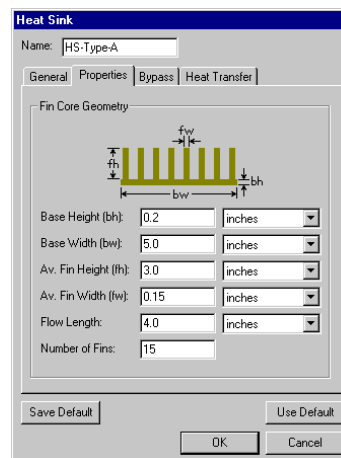 Heat Sink
Name: HS-Type-A
General Properties Bypass Heat Transfer
Fin Core Geometry
fw
fh
bh
bw
Base Height (bh): 0.2 inches
Base Width (bw): 5.0 inches
Av. Fin Height (fh): 3.0 inches
Av. Fin Width (fw): 0.15 inches
Flow Length: 4.0 inches
Number of Fins: 15
Save Default Use Default
OK Cancel